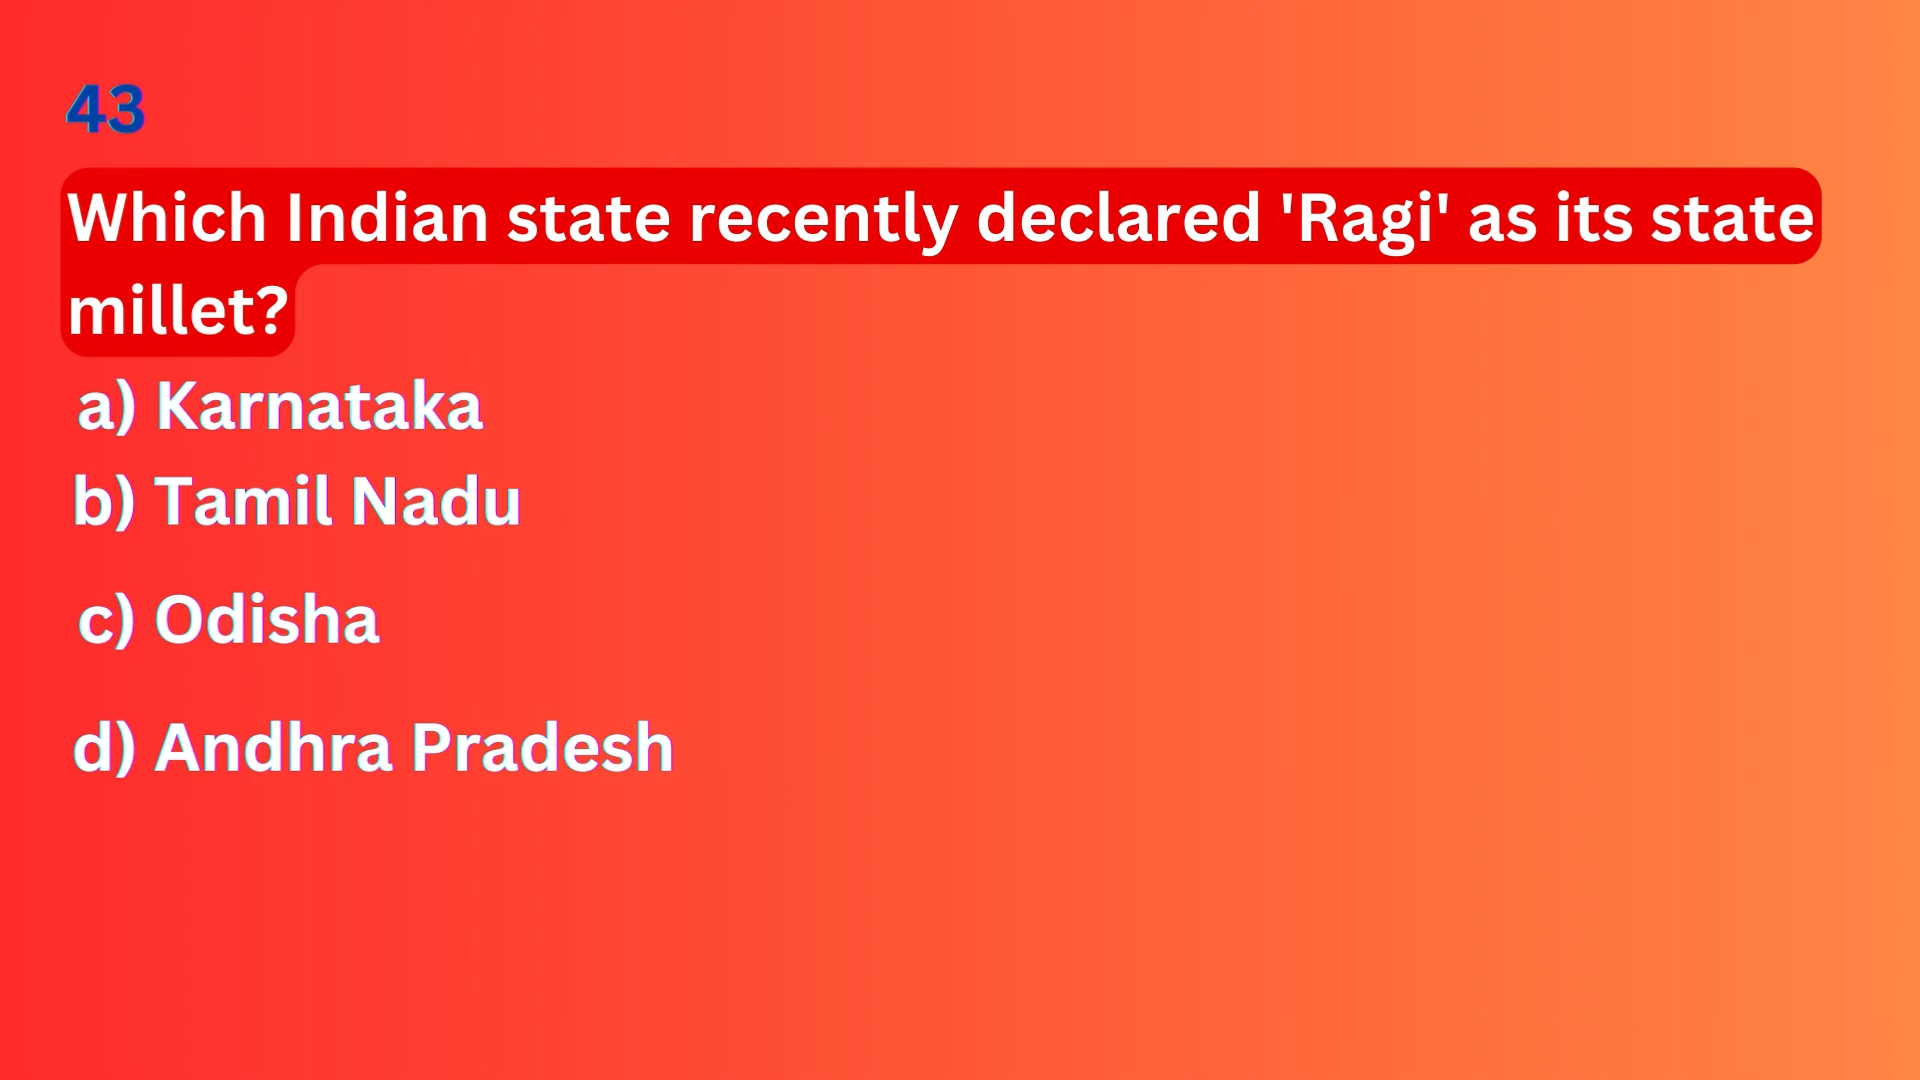 43
Which Indian state recently declared 'Ragi' as its state
millet?
a) Karnataka
b) Tamil Nadu
c) Odisha
d) Andhra Pradesh